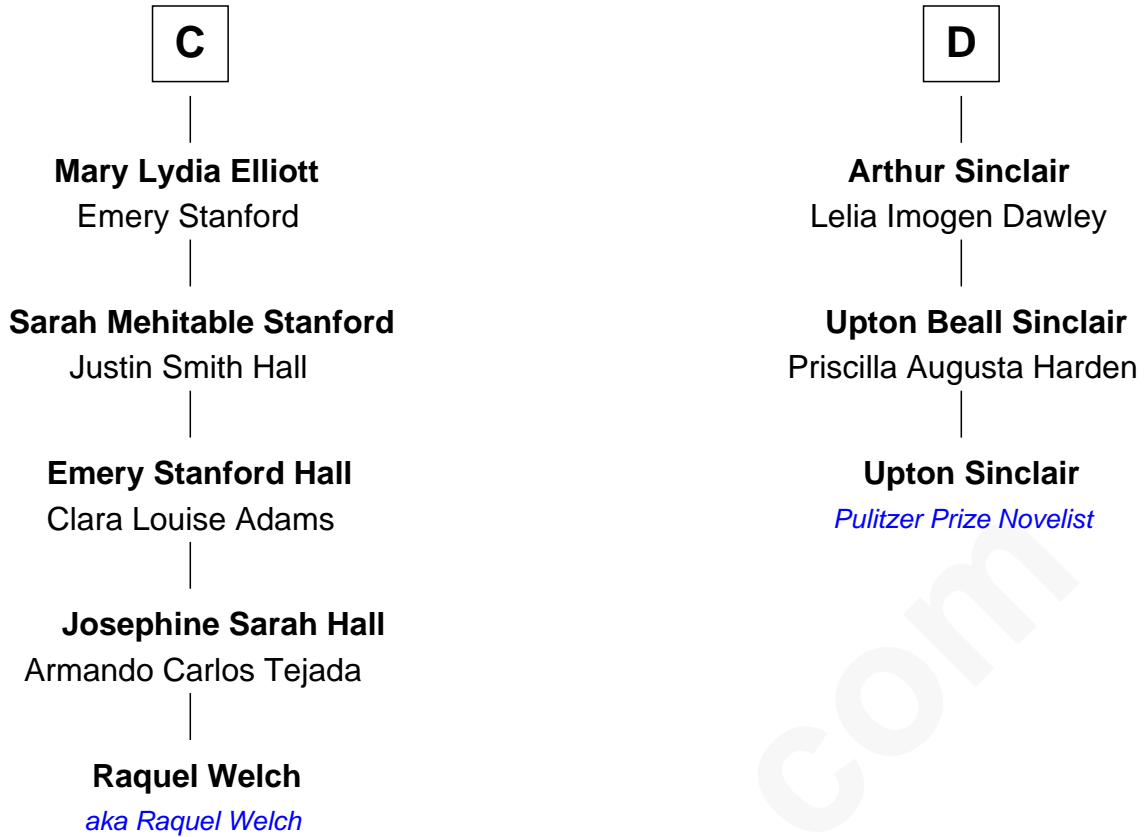 C
Mary Lydia Elliott
Emery Stanford
Sarah Mehitable Stanford
Justin Smith Hall
Emery Stanford Hall
Clara Louise Adams
Josephine Sarah Hall
Armando Carlos Tejada
Raquel Welch
aka Raquel Welch
D
Arthur Sinclair
Lelia Imogen Dawley
Upton Beall Sinclair
Priscilla Augusta Harden
Upton Sinclair
Pulitzer Prize Novelist
com